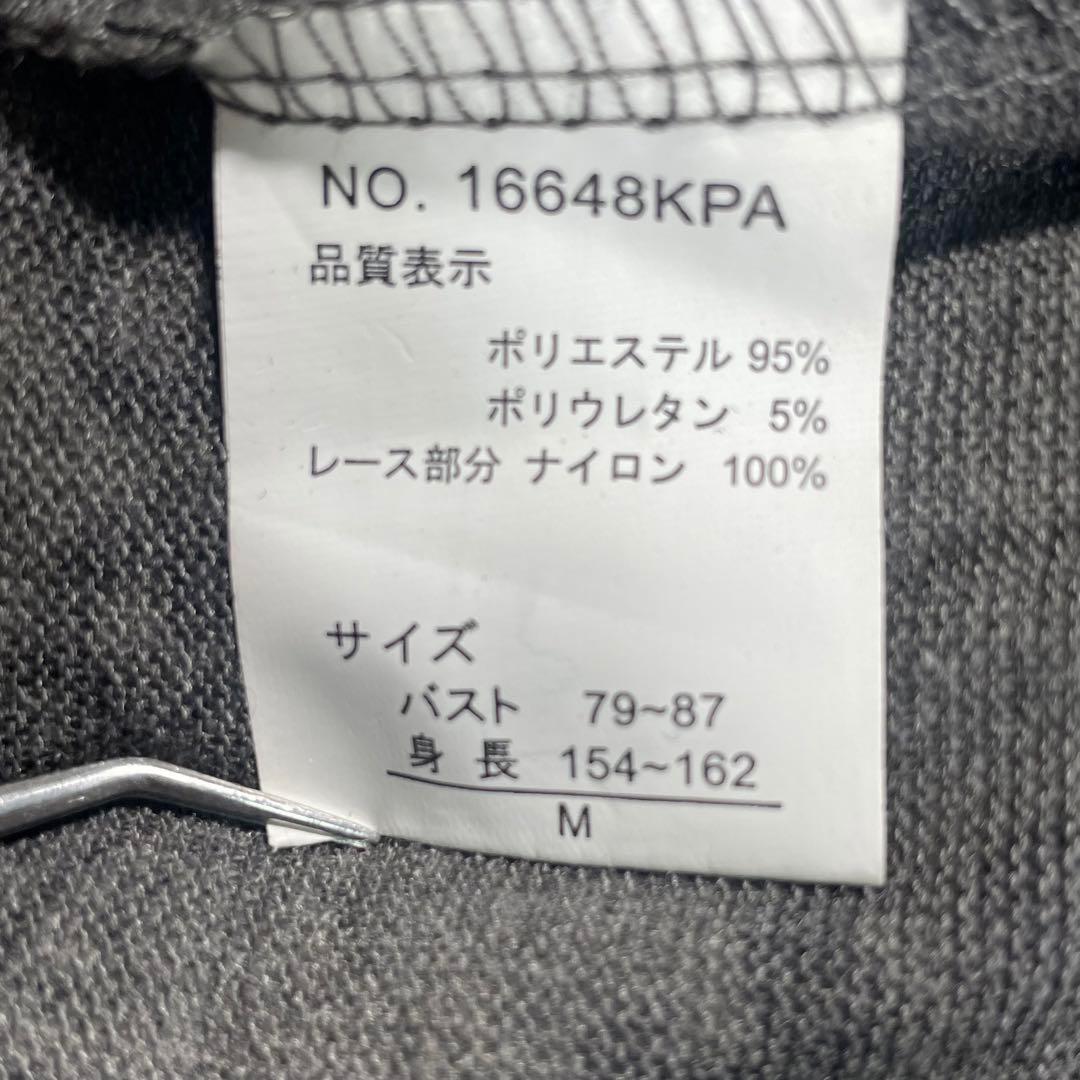 NO. 16648KPA
品質表示
ポリエステル 95%
ポリウレタン 5%
レース部分 ナイロン 100%
サイズ
バスト 79~87
身長 154~162
M